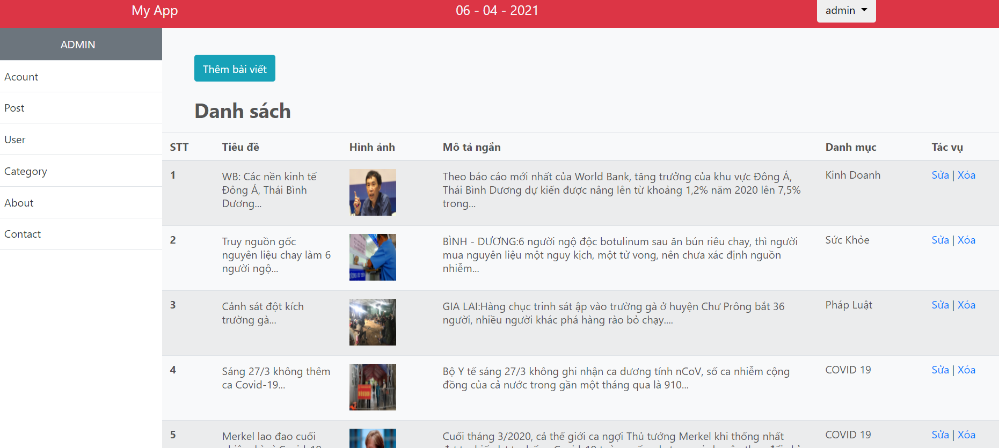 My App
06 - 04 - 2021
admin
ADMIN
Acount
Post
User
Category
About
Contact
Thêm bài viết
Danh sách
STT
Tiêu đề
Hình ảnh
Mô tả ngắn
Danh mục
Tác vụ
1
WB: Các nền kinh tế
Đông Á, Thái Bình
Dương...
Theo báo cáo mới nhất của World Bank, tăng trưởng của khu vực Đông Á,
Thái Bình Dương dự kiến được nâng lên từ khoảng 1,2% năm 2020 lên 7,5%
trong...
Kinh Doanh
Sửa | Xóa
2
Truy nguồn gốc
nguyên liệu chay làm 6
người ngộ...
BÌNH - DƯƠNG:6 người ngộ độc botulinum sau ăn bún riêu chay, thì người
mua nguyên liệu một nguy kịch, một tử vong, nên chưa xác định nguồn
nhiễm...
Sức Khỏe
Sửa | Xóa
3
Cảnh sát đột kích
trường gà...
GIA LAI:Hàng chục trinh sát ập vào trường gà ở huyện Chư Prông bắt 36
người, nhiều người khác phá hàng rào bỏ chạy....
Pháp Luật
Sửa | Xóa
4
Sáng 27/3 không thêm
ca Covid-19...
Bộ Y tế sáng 27/3 không ghi nhận ca dương tính nCoV, số ca nhiễm cộng
đồng của cả nước trong gần một tháng qua là 910...
COVID 19
Sửa | Xóa
5
Merkel lao đao cuối
Cuối tháng 3/2020, cả thế giới ca ngợi Thủ tướng Merkel khi thống nhất
COVID 19
Sửa | Xóa